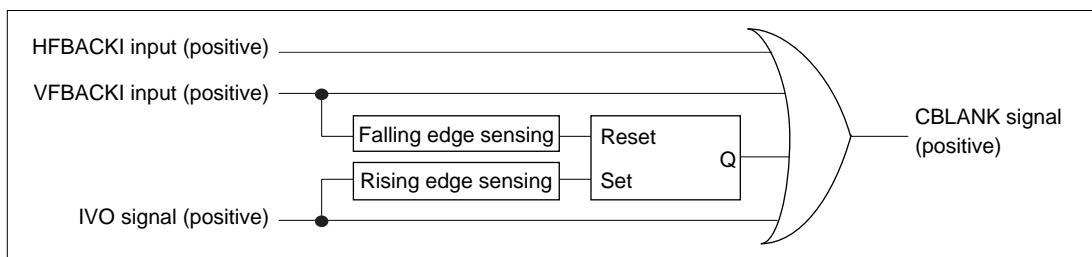 HFBACKI input (positive)
VFBACKI input (positive)
Falling edge sensing
Reset
Q
CBLANK signal
(positive)
Rising edge sensing
Set
IVO signal (positive)